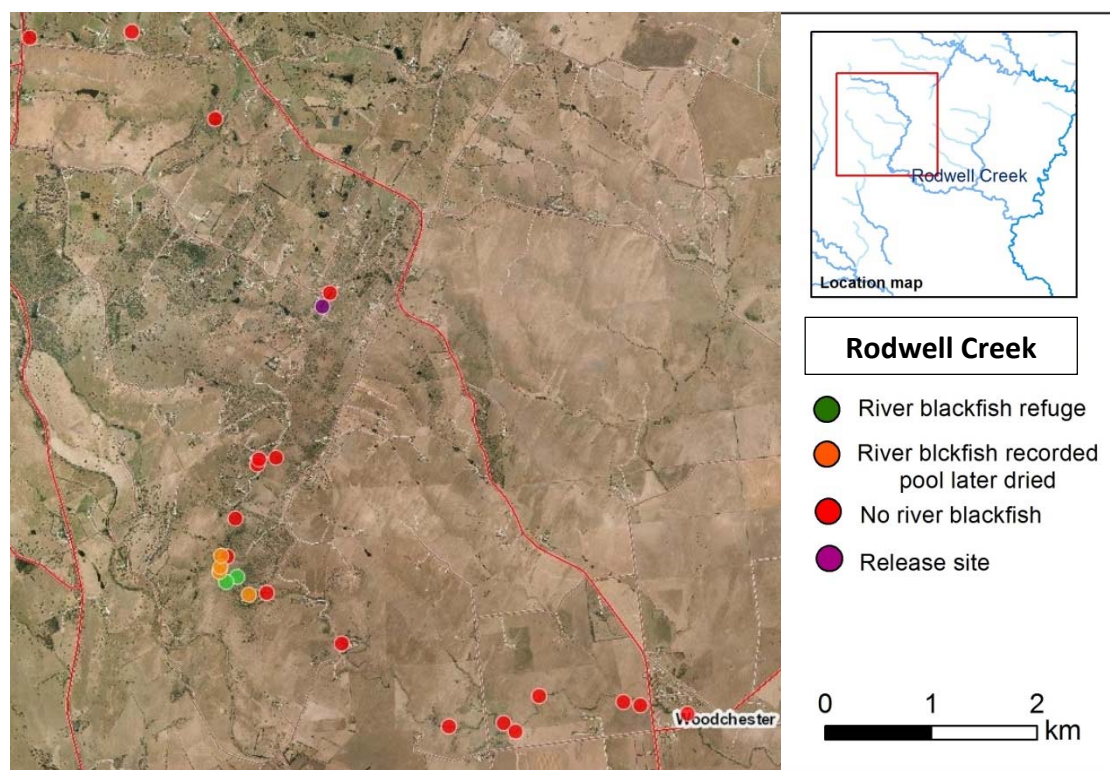 Woodchester
Rodwell Creek
Location map
Rodwell Creek
River blackfish refuge
River blckfish recorded
pool later dried
No river blackfish
Release site
0 1 2
km